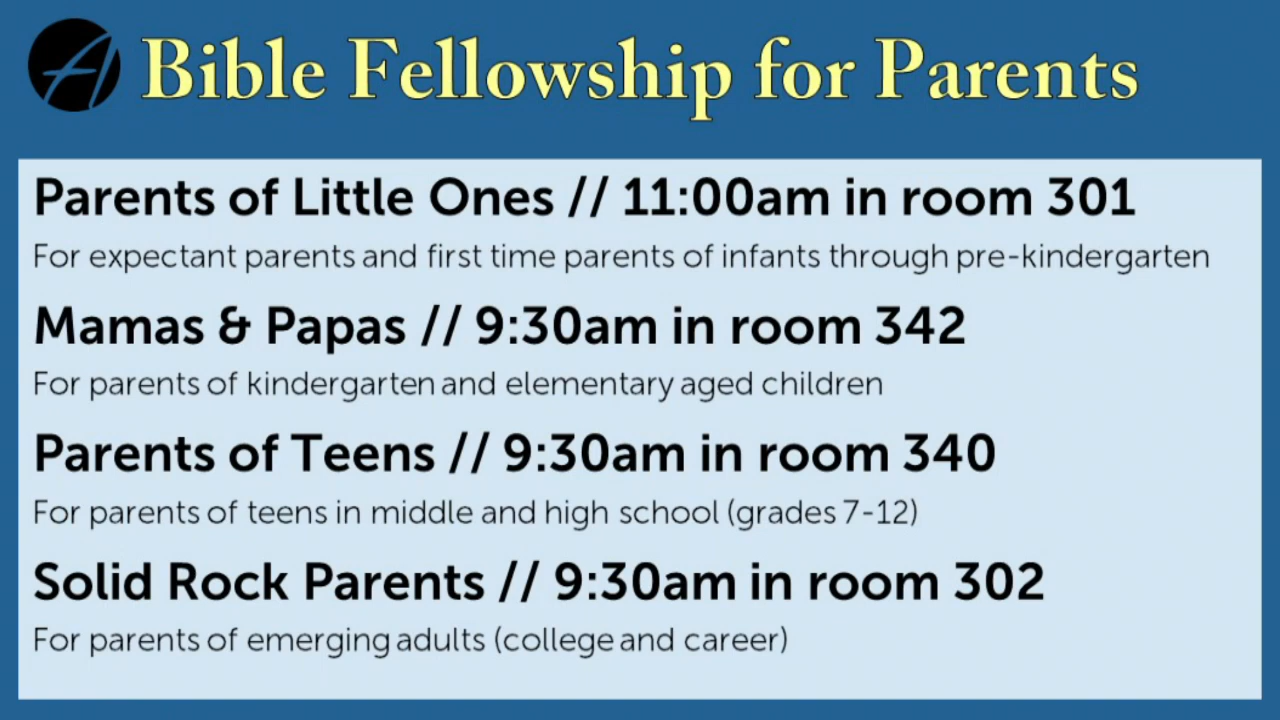 Bible Fellowship for Parents
Parents of Little Ones // 11:00am in room 301
For expectant parents and first time parents of infants through pre-kindergarten
Mamas & Papas // 9:30am in room 342
For parents of kindergarten and elementary aged children
Parents of Teens // 9:30am in room 340
For parents of teens in middle and high school (grades 7-12)
Solid Rock Parents // 9:30am in room 302
For parents of emerging adults (college and career)